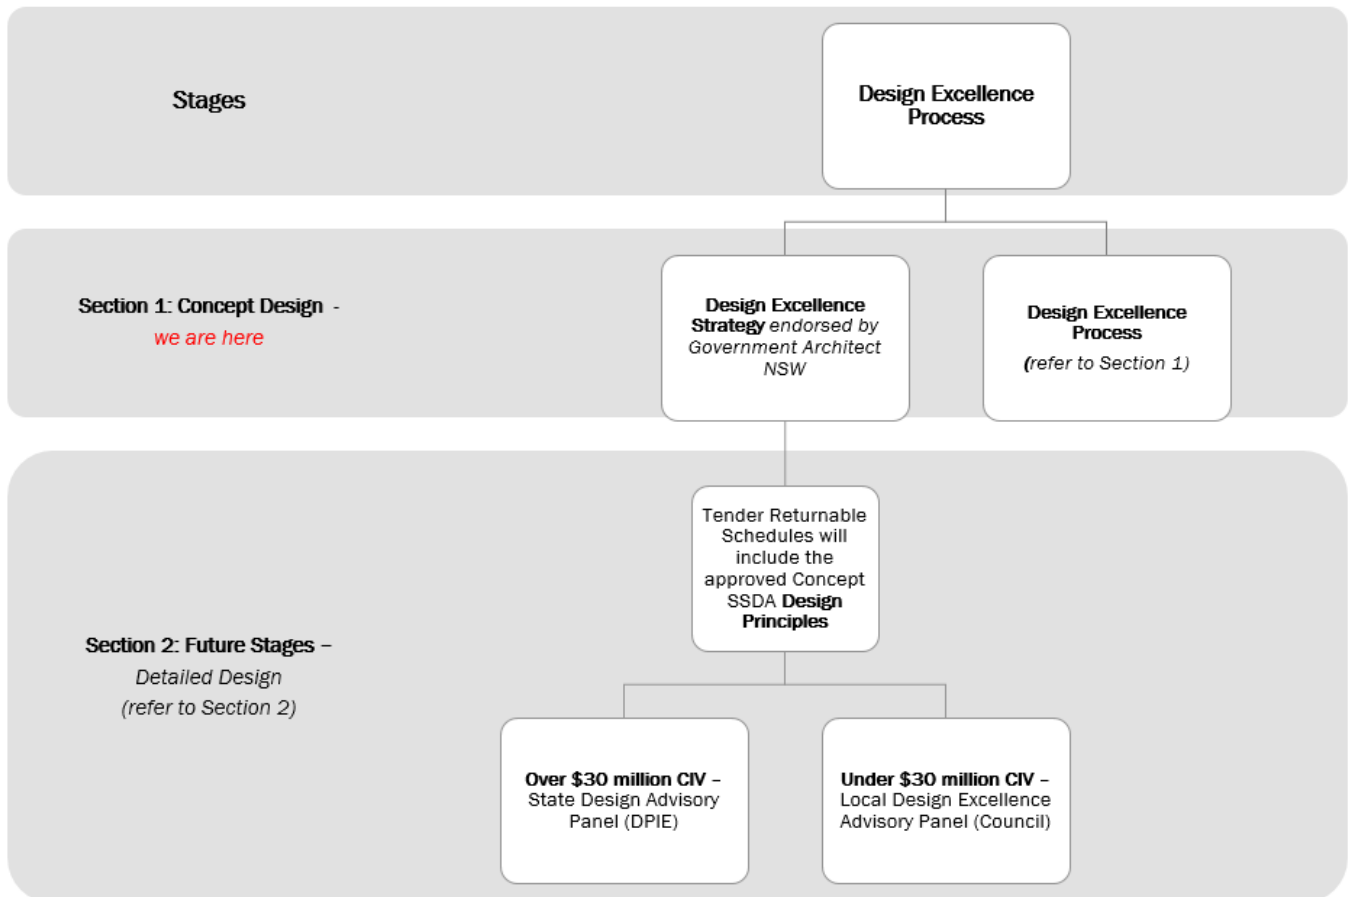 Stages
Design Excellence
Process
Section 1: Concept Design -
we are here
Design Excellence
Strategy endorsed by
Government Architect
NSW
Design Excellence
Process
(refer to Section 1)
Tender Returnable
Schedules will
include the
approved Concept
SSDA Design
Principles
Section 2: Future Stages –
Detailed Design
(refer to Section 2)
Over $30 million CIV –
State Design Advisory
Panel (DPIE)
Under $30 million CIV –
Local Design Excellence
Advisory Panel (Council)